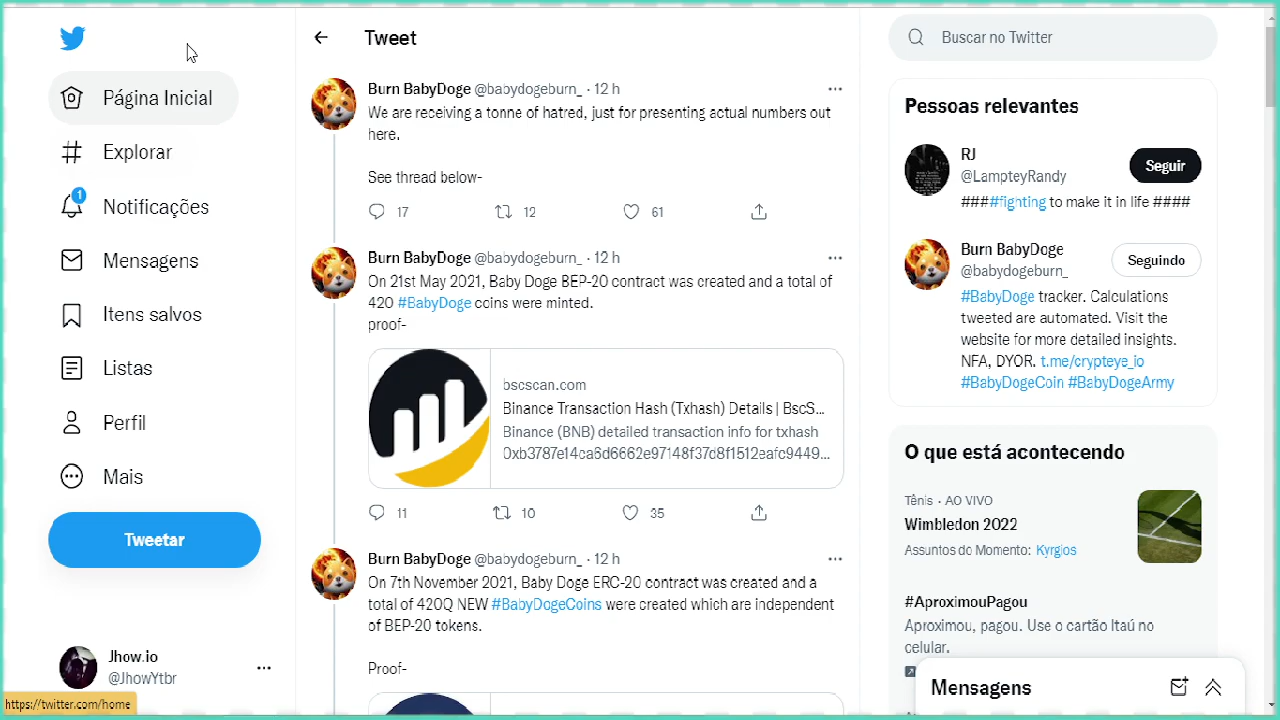 Página Inicial
Explorar
1
Notificações
Mensagens
Itens salvos
Listas
Perfil
Mais
Tweetar
Jhow.io
@JhowYtbr
https://twitter.com/home
Tweet
Burn BabyDoge @babydogeburn_ · 12 h
We are receiving a tonne of hatred, just for presenting actual numbers out
here.
See thread below-
17 12 61
Burn BabyDoge @babydogeburn_ · 12 h
On 21st May 2021, Baby Doge BEP-20 contract was created and a total of
420 #BabyDoge coins were minted.
proof-
bscscan.com
Binance Transaction Hash (Txhash) Details | BscS...
Binance (BNB) detailed transaction info for txhash
0xb3787e14ca6d6662e97148f37d8f1512eafc9449...
11 10 35
Burn BabyDoge @babydogeburn_ · 12 h
On 7th November 2021, Baby Doge ERC-20 contract was created and a
total of 420Q NEW #BabyDogeCoins were created which are independent
of BEP-20 tokens.
Proof-
Buscar no Twitter
Pessoas relevantes
RJ
@LampteyRandy
Seguir
####fighting to make it in life ####
Burn BabyDoge
@babydogeburn_
Seguindo
#BabyDoge tracker. Calculations
tweeted are automated. Visit the
website for more detailed insights.
NFA, DYOR. t.me/crypteye_io
#BabyDogeCoin #BabyDogeArmy
O que está acontecendo
Tênis · AO VIVO
Wimbledon 2022
Assuntos do Momento: Kyrgios
#AproximouPagou
Aproximou, pagou. Use o cartão Itaú no
celular.
Mensagens